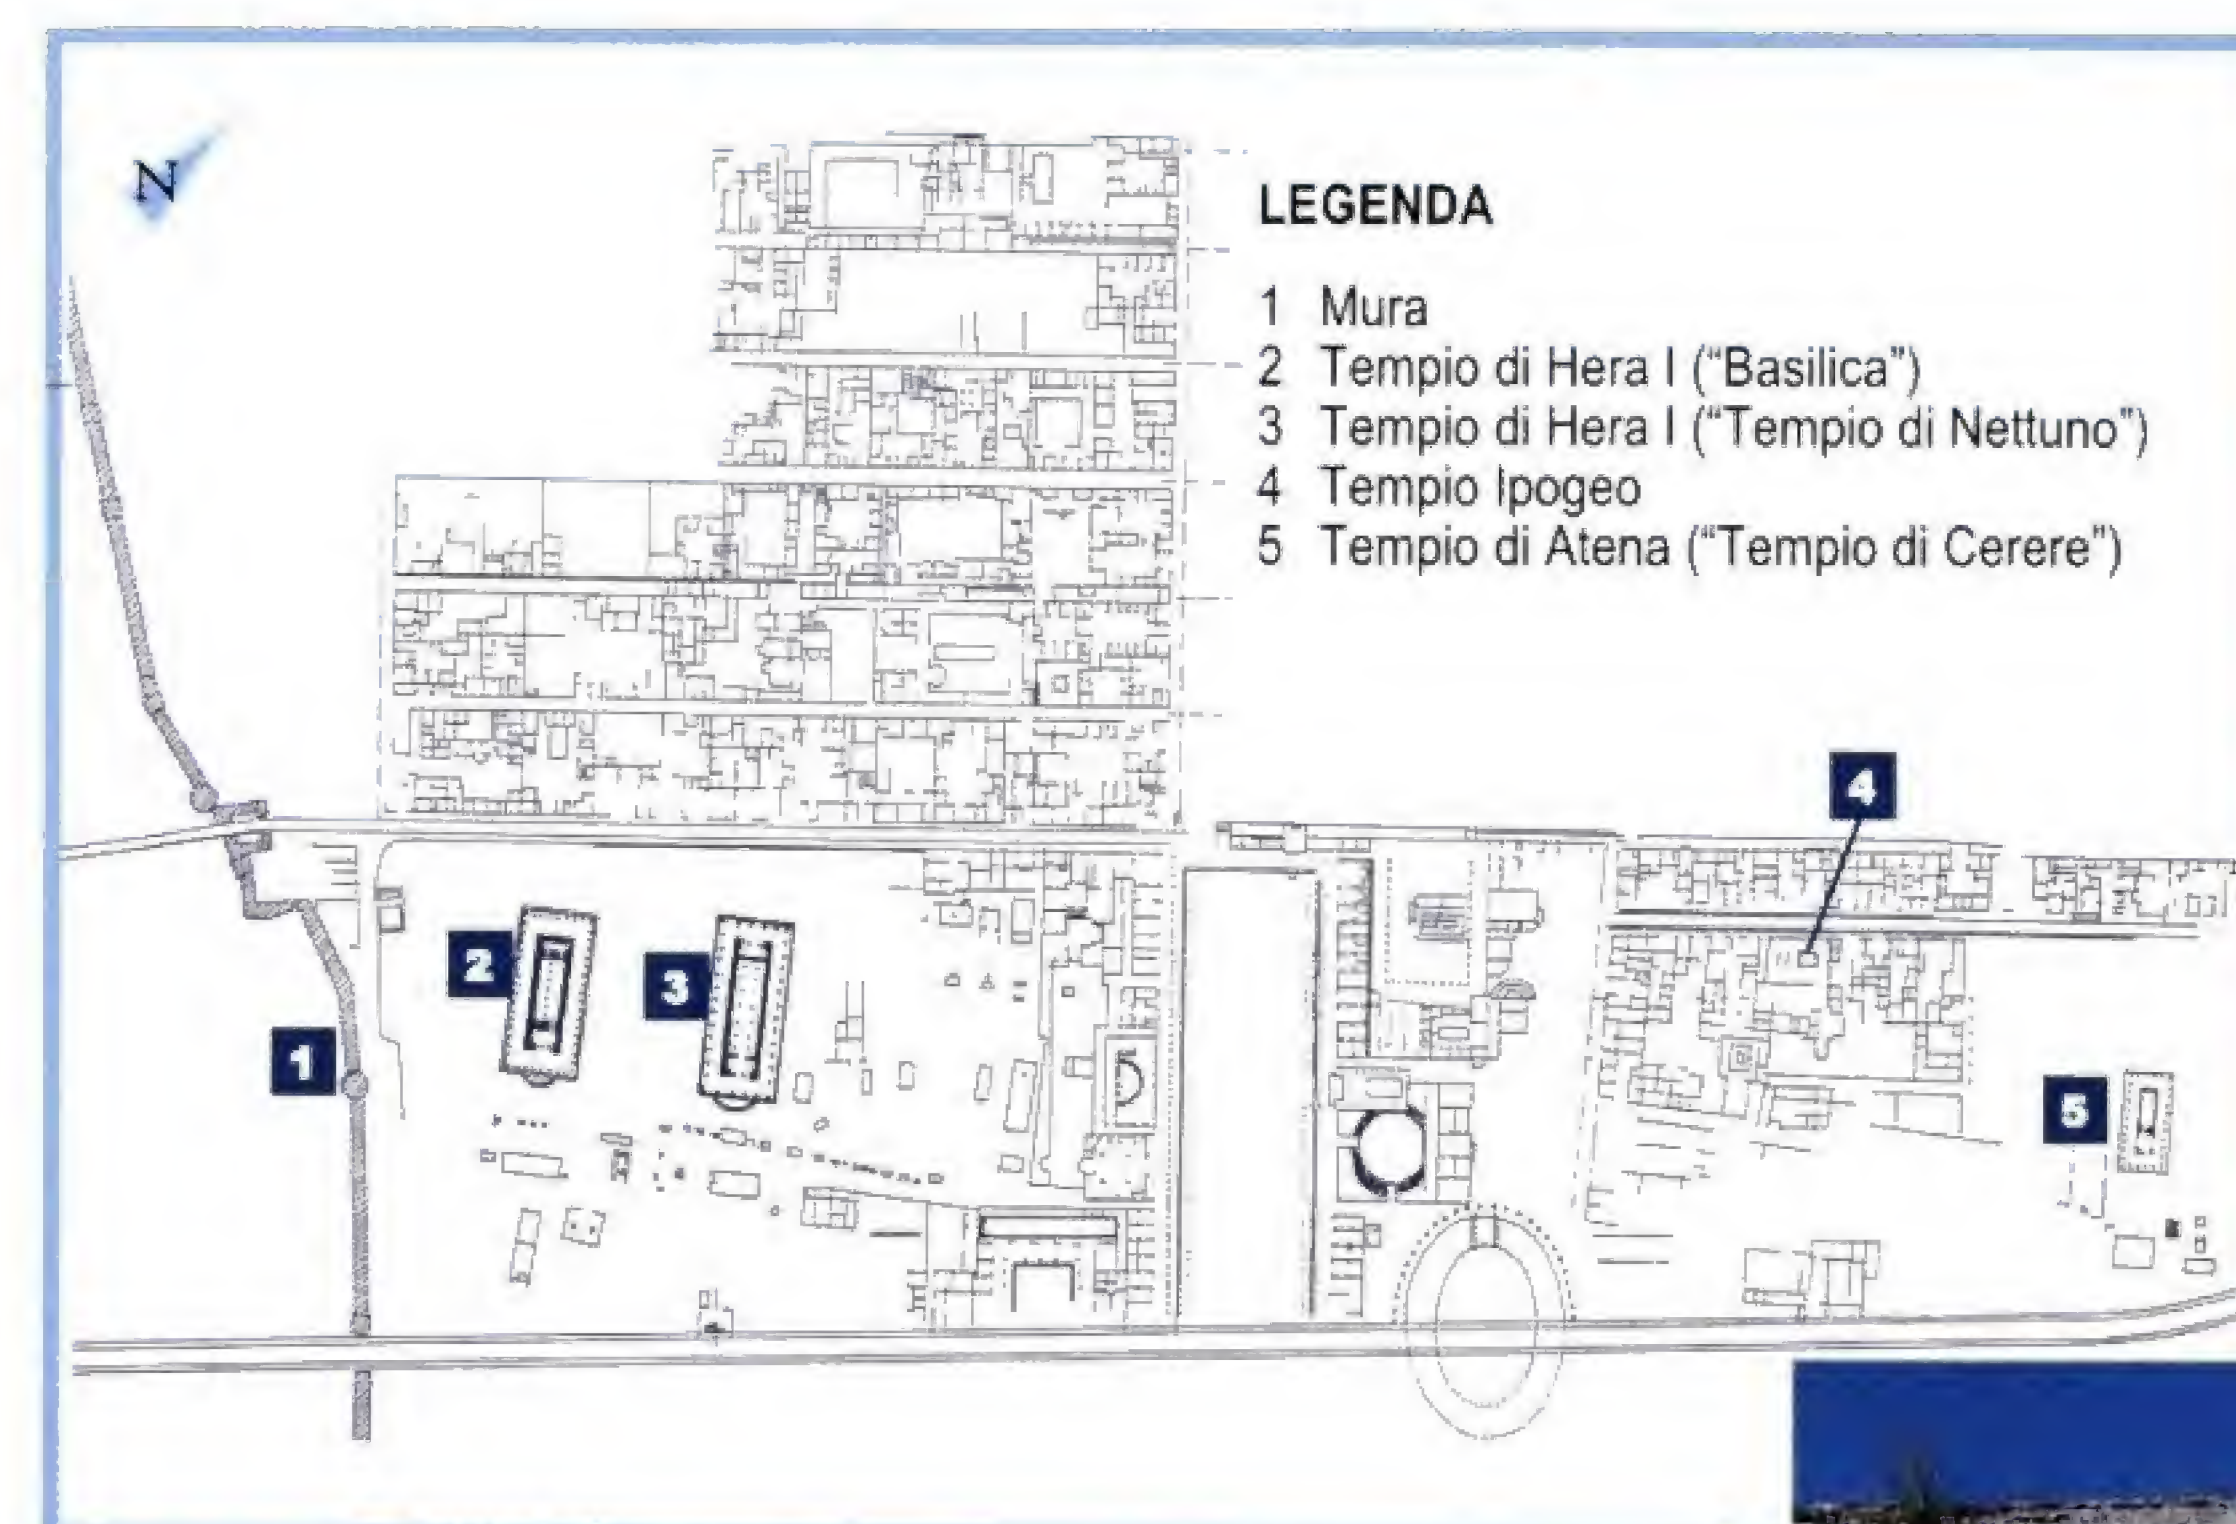 N
LEGENDA
1 Mura
2 Tempio di Hera I (“Basilica”)
3 Tempio di Hera I (“Tempio di Nettuno”)
4 Tempio Ipogeo
5 Tempio di Atena (“Tempio di Cerere”)
4
2
3
1
5